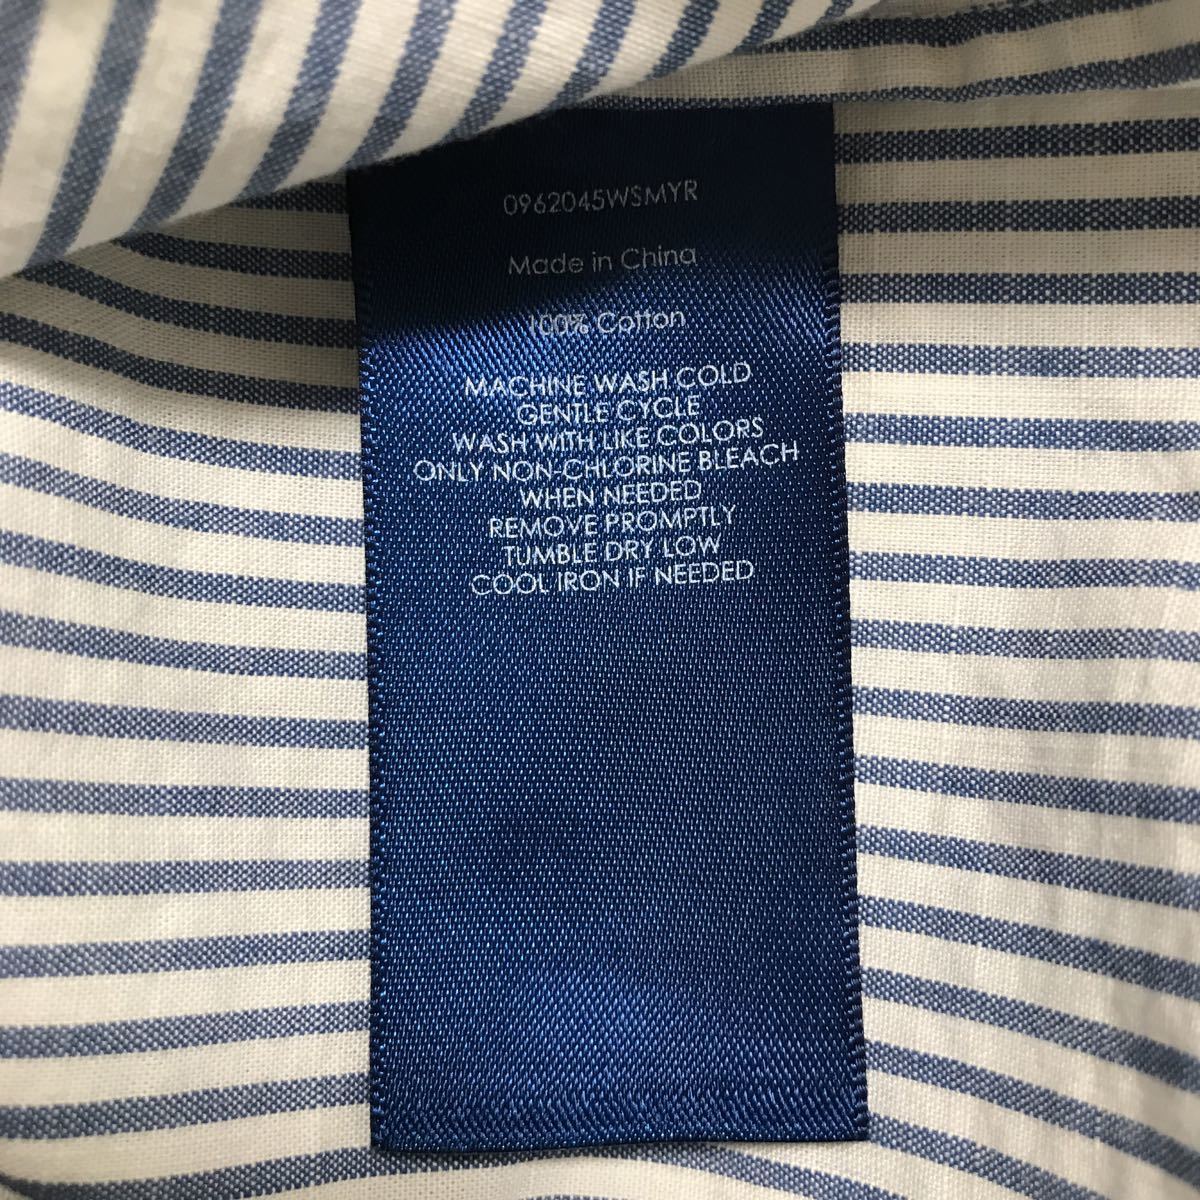 0962045WSMYR
Made in China
100% Cotton
MACHINE WASH COLD
GENTLE CYCLE
WASH WITH LIKE COLORS
ONLY NON-CHLORINE BLEACH
WHEN NEEDED
REMOVE PROMPTLY
TUMBLE DRY LOW
COOL IRON IF NEEDED